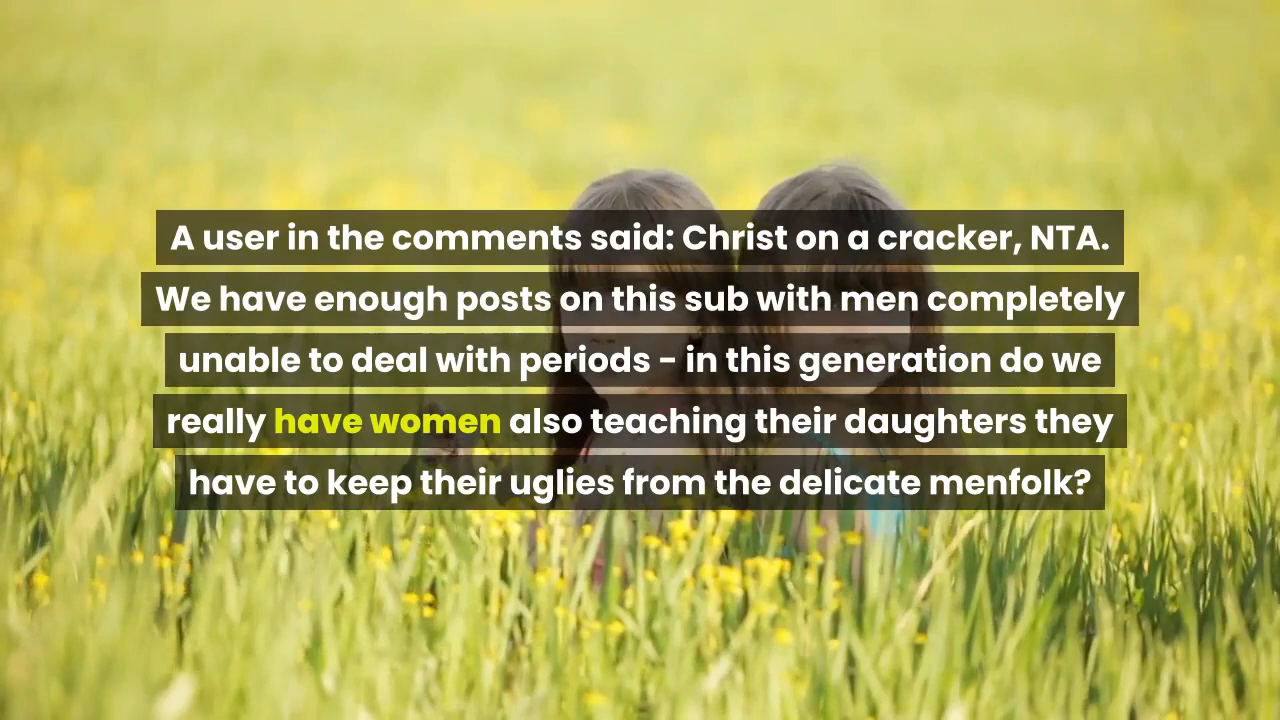 A user in the comments said: Christ on a cracker, NTA.
We have enough posts on this sub with men completely
unable to deal with periods - in this generation do we
really have women also teaching their daughters they
have to keep their uglies from the delicate menfolk?